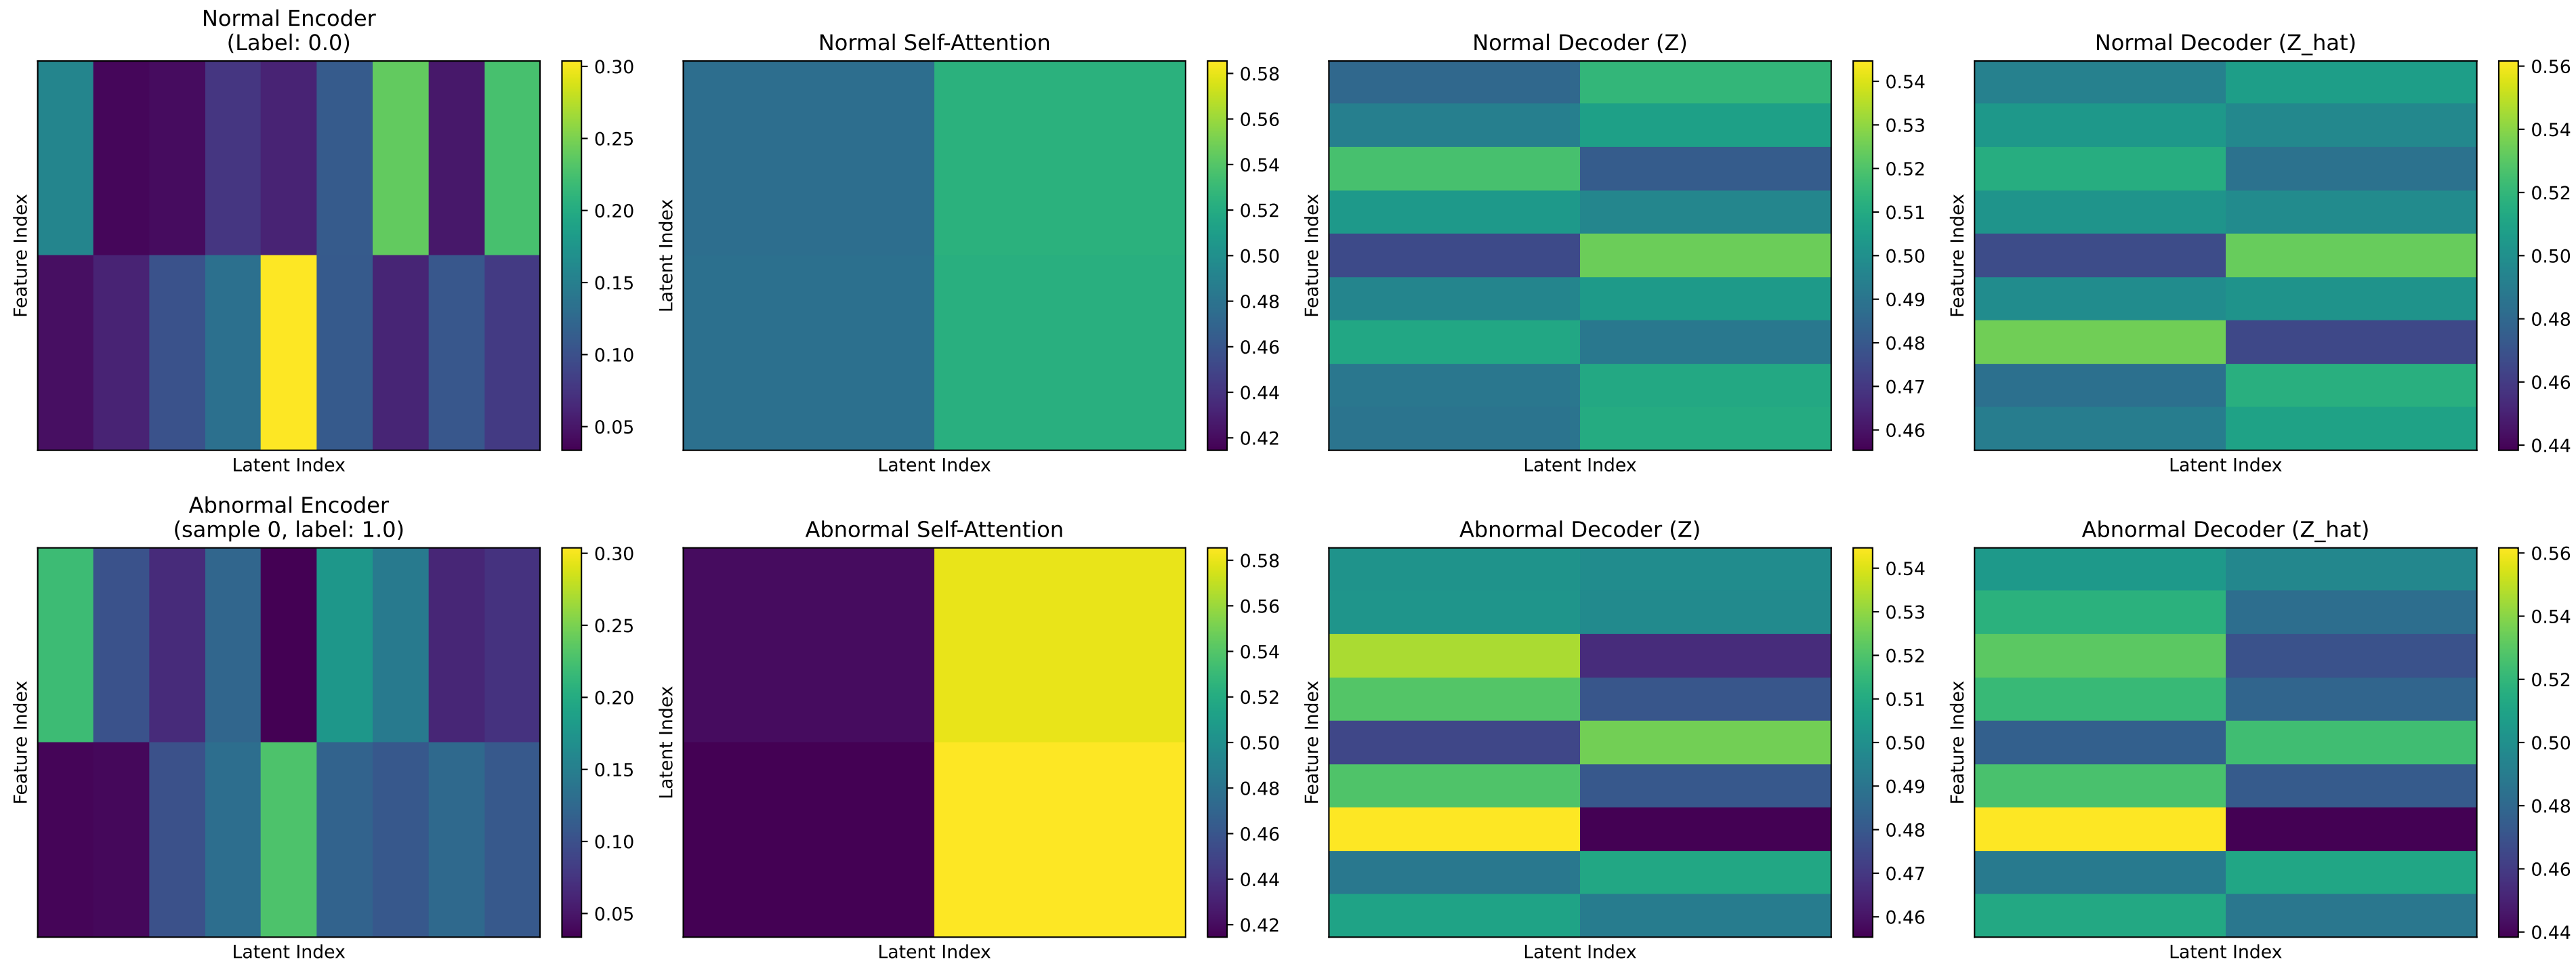 Normal Encoder
(Label: 0.0)
Feature Index
Latent Index
0.30
0.25
0.20
0.15
0.10
0.05
Normal Self-Attention
Latent Index
Latent Index
0.58
0.56
0.54
0.52
0.50
0.48
0.46
0.44
0.42
Normal Decoder (Z)
Feature Index
Latent Index
0.54
0.53
0.52
0.51
0.50
0.49
0.48
0.47
0.46
Normal Decoder (Z_hat)
Feature Index
Latent Index
0.56
0.54
0.52
0.50
0.48
0.46
0.44
Abnormal Encoder
(sample 0, label: 1.0)
Feature Index
Latent Index
0.30
0.25
0.20
0.15
0.10
0.05
Abnormal Self-Attention
Latent Index
Latent Index
0.58
0.56
0.54
0.52
0.50
0.48
0.46
0.44
0.42
Abnormal Decoder (Z)
Feature Index
Latent Index
0.54
0.53
0.52
0.51
0.50
0.49
0.48
0.47
0.46
Abnormal Decoder (Z_hat)
Feature Index
Latent Index
0.56
0.54
0.52
0.50
0.48
0.46
0.44